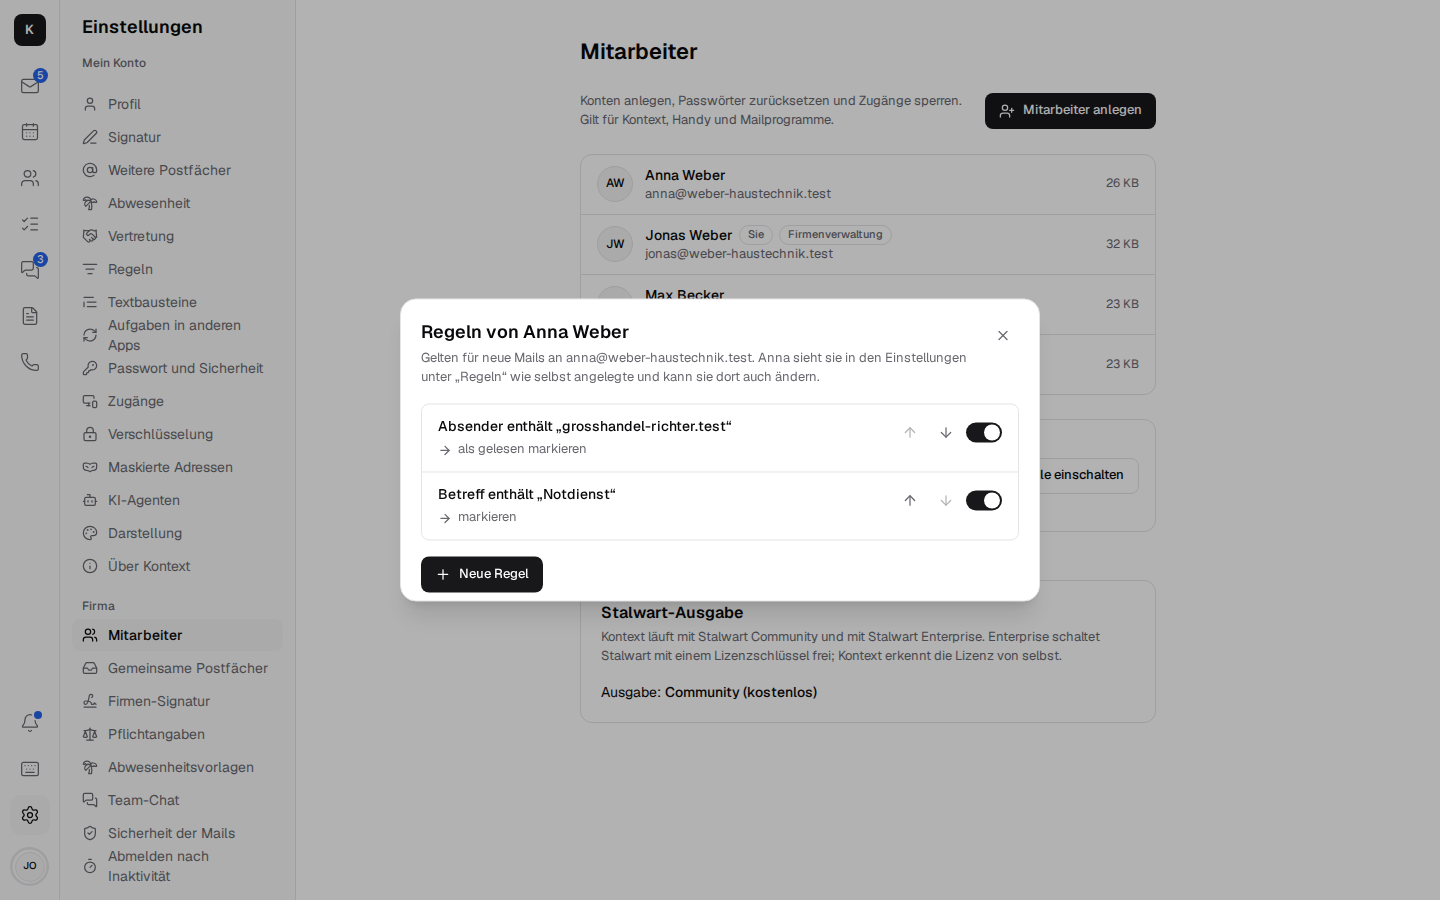 K
Einstellungen
Mein Konto
5
Profil
Signatur
Weitere Postfächer
Abwesenheit
Vertretung
Regeln
3
Textbausteine
Aufgaben in anderen
Apps
Passwort und Sicherheit
Zugänge
Verschlüsselung
Maskierte Adressen
KI-Agenten
Darstellung
Über Kontext
Firma
Mitarbeiter
Gemeinsame Postfächer
Firmen-Signatur
Pflichtangaben
Abwesenheitsvorlagen
Team-Chat
Sicherheit der Mails
Abmelden nach
Inaktivität
JO
Mitarbeiter
Konten anlegen, Passwörter zurücksetzen und Zugänge sperren.
Gilt für Kontext, Handy und Mailprogramme.
Mitarbeiter anlegen
AW
Anna Weber
anna@weber-haustechnik.test
26 KB
JW
Jonas Weber Sie Firmenverwaltung
jonas@weber-haustechnik.test
32 KB
Max Becker
23 KB
23 KB
Regeln von Anna Weber
Gelten für neue Mails an anna@weber-haustechnik.test. Anna sieht sie in den Einstellungen
unter „Regeln“ wie selbst angelegte und kann sie dort auch ändern.
Absender enthält „grosshandel-richter.test“
→ als gelesen markieren
Betreff enthält „Notdienst“
→ markieren
Neue Regel
le einschalten
Stalwart-Ausgabe
Kontext läuft mit Stalwart Community und mit Stalwart Enterprise. Enterprise schaltet
Stalwart mit einem Lizenzschlüssel frei; Kontext erkennt die Lizenz von selbst.
Ausgabe: Community (kostenlos)